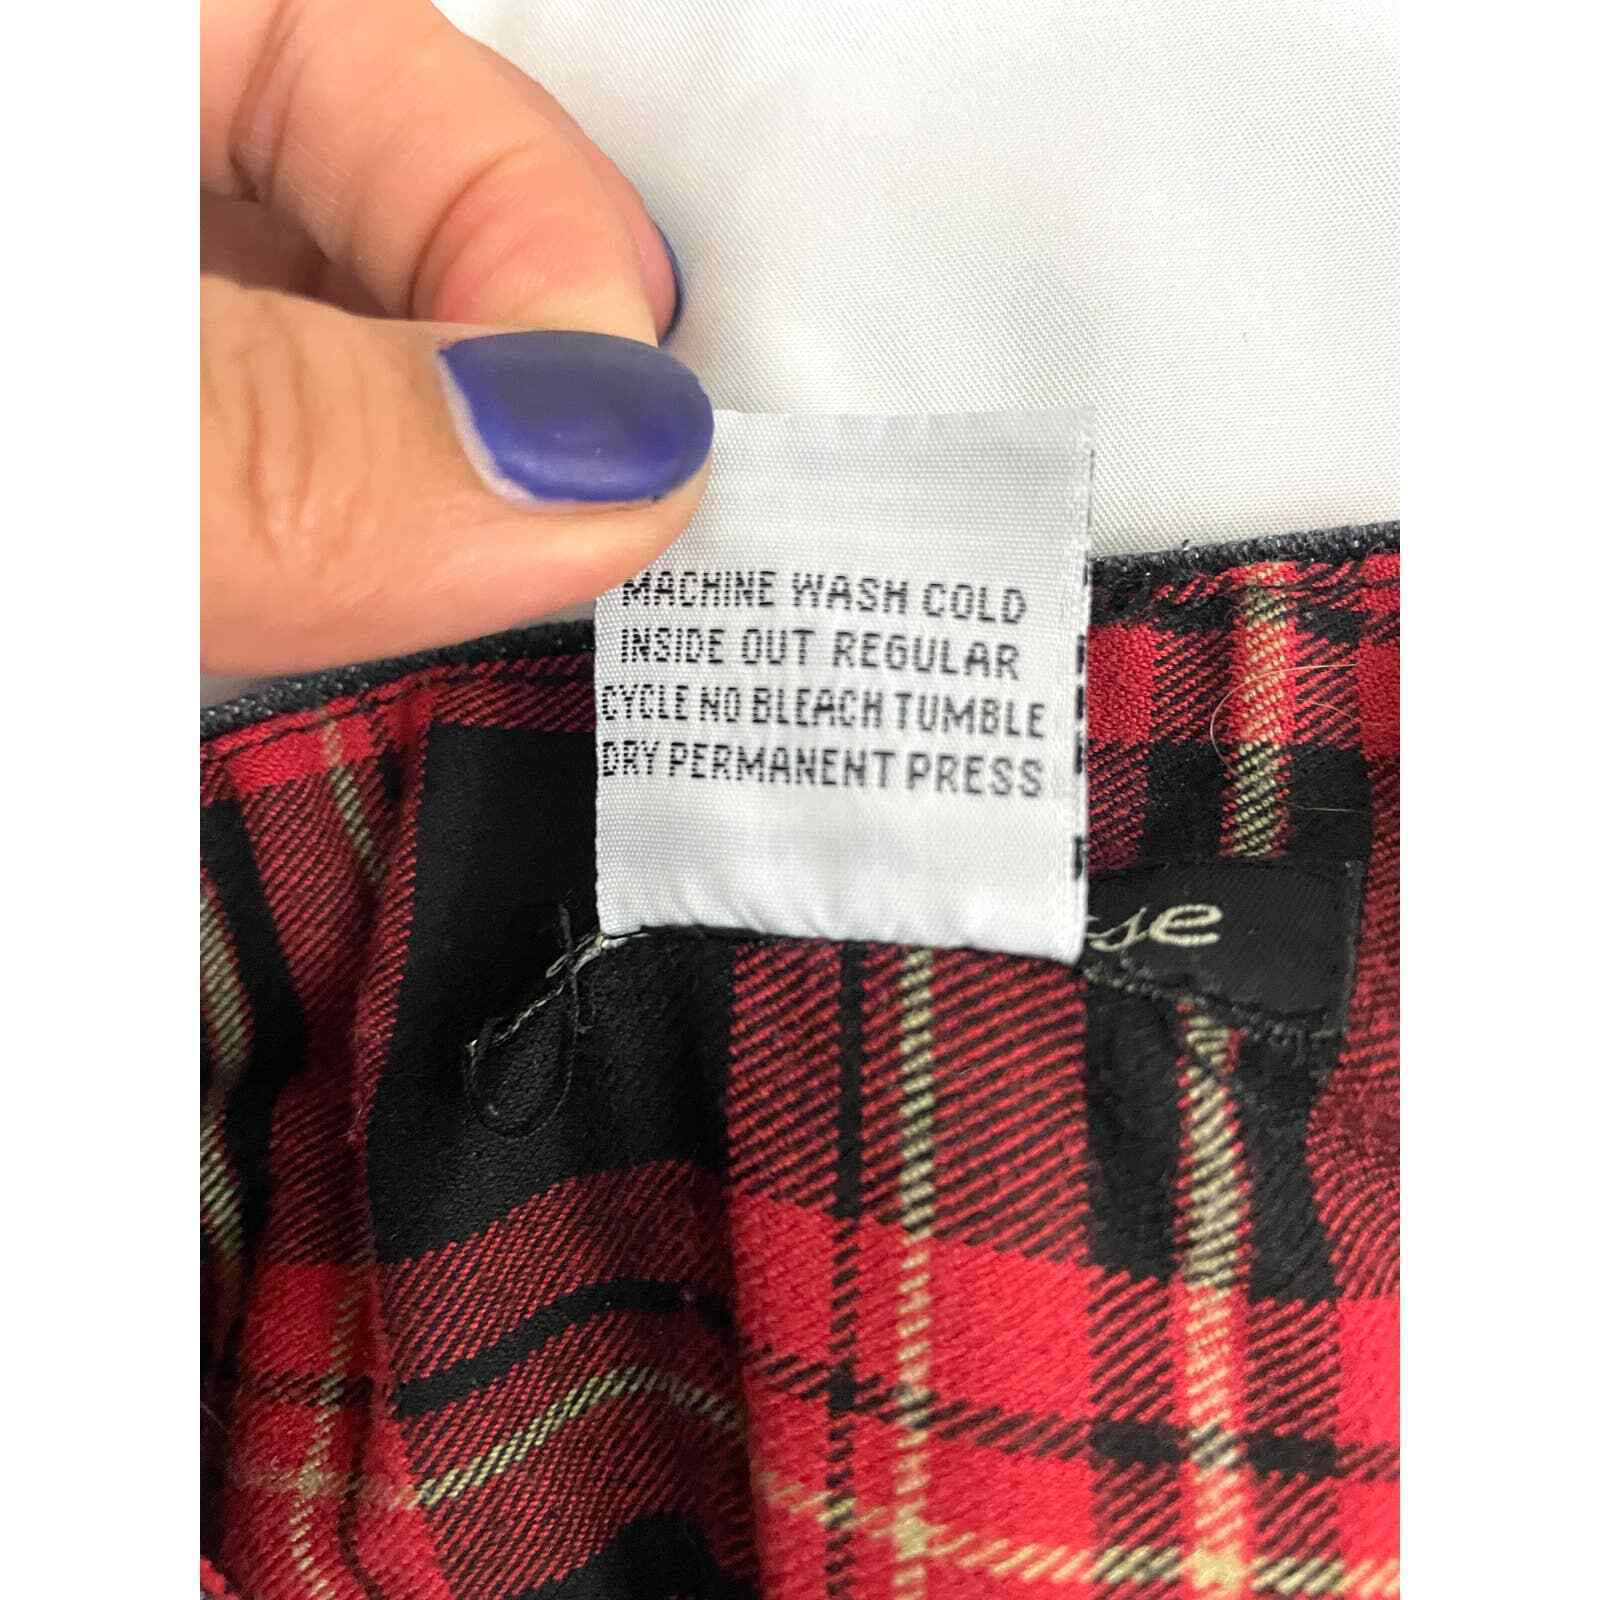 MACHINE WASH COLD
INSIDE OUT REGULAR
CYCLE NO BLEACH TUMBLE
DRY PERMANENT PRESS